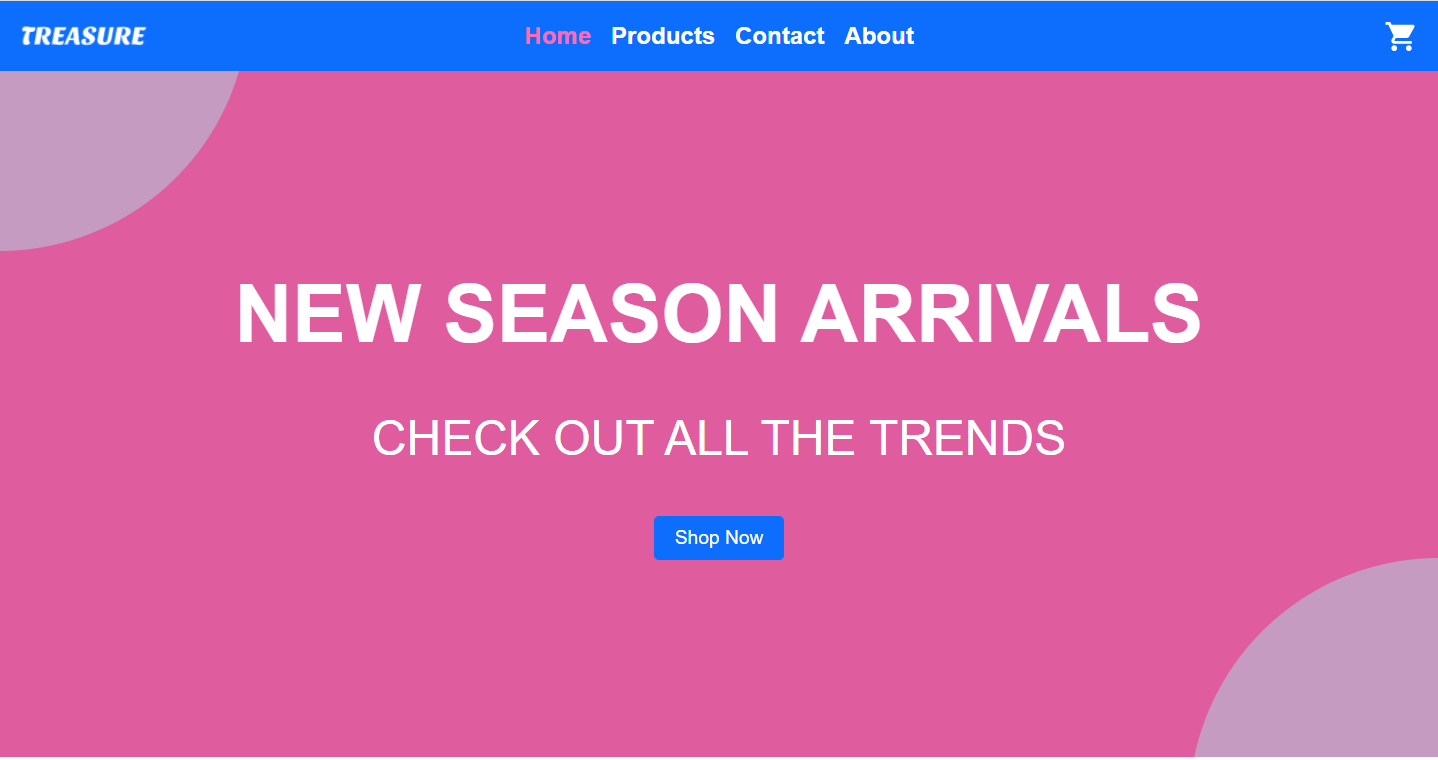 TREASURE
Home Products Contact About
NEW SEASON ARRIVALS
CHECK OUT ALL THE TRENDS
Shop Now